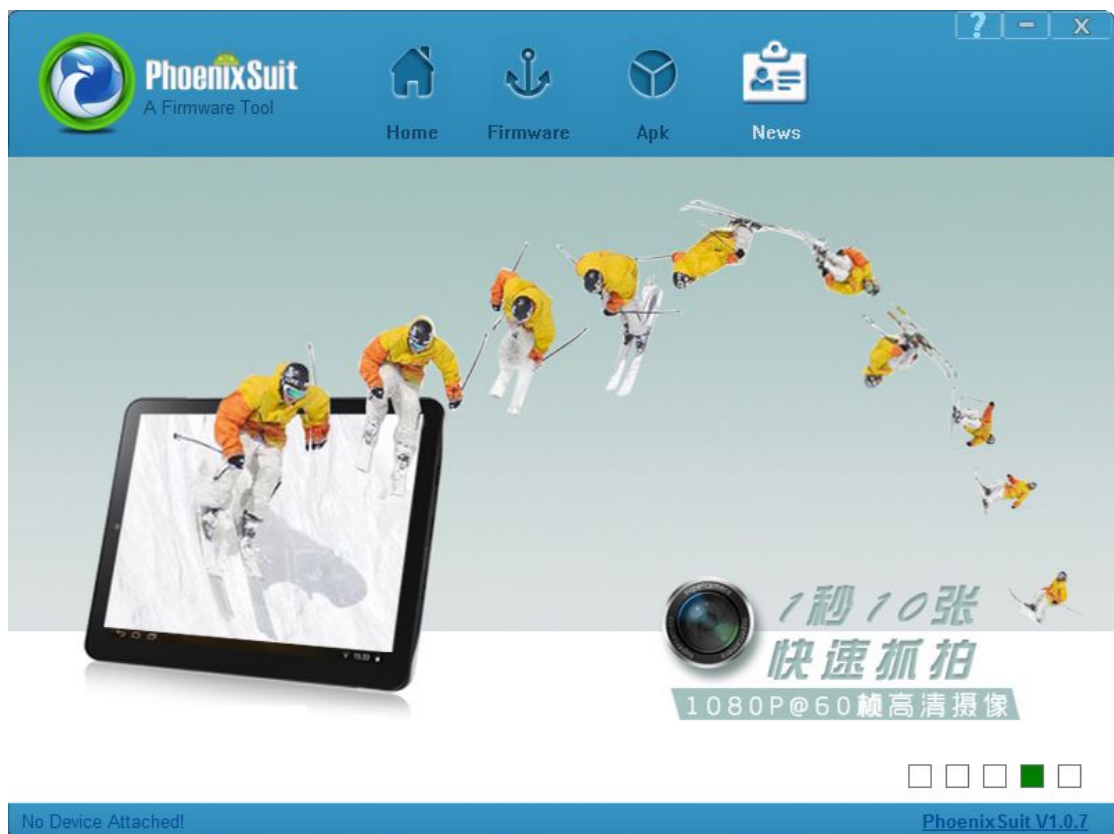 ?
PhoenixSuit
A Firmware Tool
Home
Firmware
Apk
News
1秒10张
快速抓拍
1080P@60桢高清摄像
No Device Attached!
PhoenixSuit V1.0.7